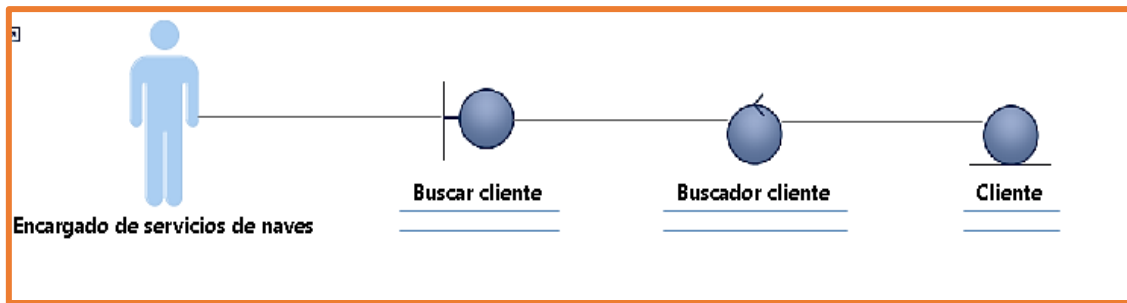 Buscar cliente
Buscador cliente
Cliente
Encargado de servicios de naves